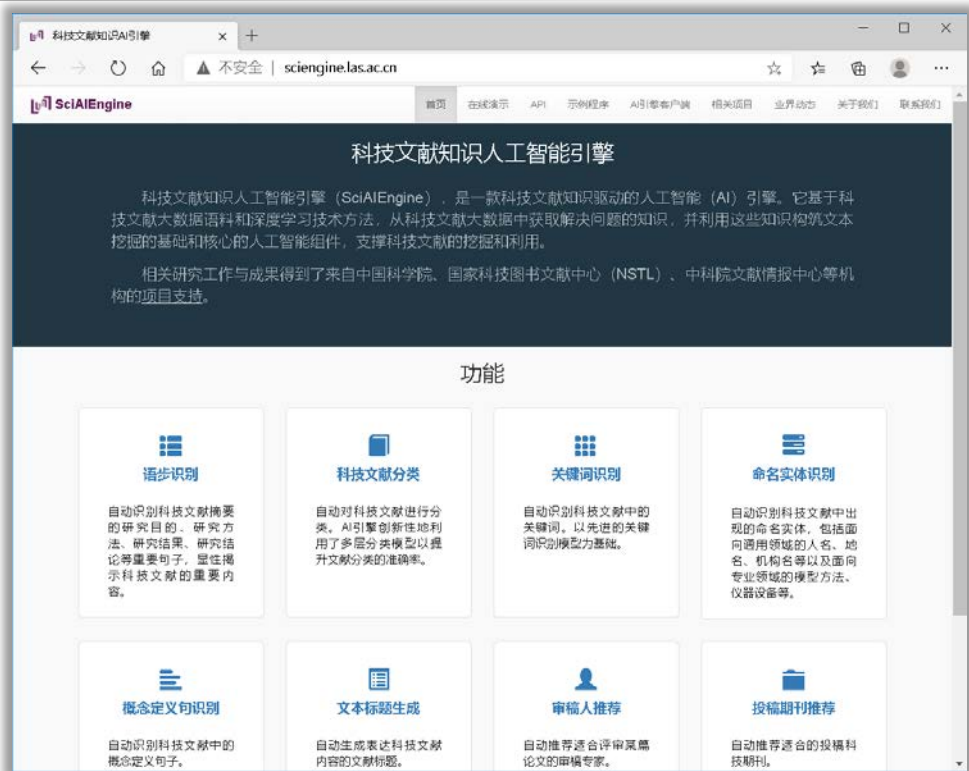 科技文献知识AI引擎
不安全 | sciengine.las.ac.cn
SciAIEngine
首页 在线演示 API 示例程序 AI引擎客户端 相关项目 业界动态 关于我们 联系我们
科技文献知识人工智能引擎
科技文献知识人工智能引擎（SciAIEngine），是一款科技文献知识驱动的人工智能（AI）引擎。它基于科
技文献大数据语料和深度学习技术方法，从科技文献大数据中获取解决问题的知识，并利用这些知识构筑文本
挖掘的基础和核心的人工智能组件，支撑科技文献的挖掘和利用。
相关研究工作与成果得到了来自中国科学院、国家科技图书文献中心（NSTL）、中科院文献情报中心等机
构的项目支持。
功能
语步识别
自动识别科技文献摘要
的研究目的、研究方
法、研究结果、研究结
论等重要句子，显性揭
示科技文献的重要内
容。
科技文献分类
自动对科技文献进行分
类。AI引擎创新性地利
用了多层分类模型以提
升文献分类的准确率。
关键词识别
自动识别科技文献中的
关键词。以先进的关键
词识别模型为基础。
命名实体识别
自动识别科技文献中出
现的命名实体，包括面
向通用领域的人名、地
名、机构名等以及面向
专业领域的模型方法、
仪器设备等。
概念定义句识别
自动识别科技文献中的
概念定义句子。
文本标题生成
自动生成表达科技文献
内容的文献标题。
审稿人推荐
自动推荐适合评审某篇
论文的审稿专家。
投稿期刊推荐
自动推荐适合的投稿科
技期刊。